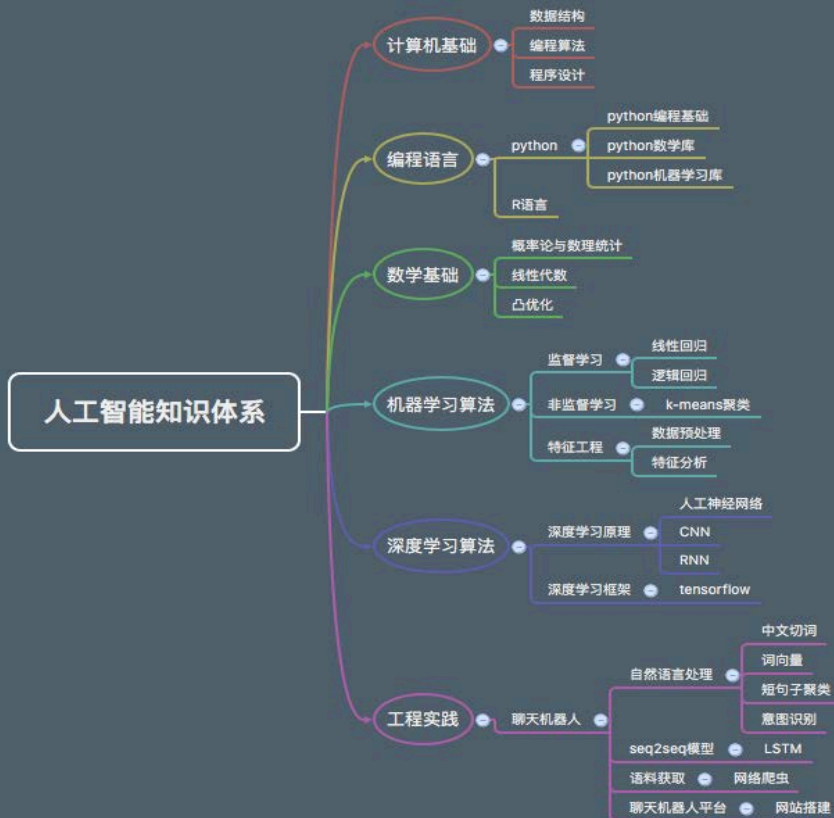 人工智能知识体系
计算机基础
数据结构
编程算法
程序设计
编程语言
python
python编程基础
python数学库
python机器学习库
R语言
数学基础
概率论与数理统计
线性代数
凸优化
机器学习算法
监督学习
线性回归
逻辑回归
非监督学习
k-means聚类
特征工程
数据预处理
特征分析
深度学习算法
深度学习原理
人工神经网络
CNN
RNN
深度学习框架
tensorflow
工程实践
聊天机器人
自然语言处理
中文切词
词向量
短句子聚类
意图识别
seq2seq模型
LSTM
语料获取
网络爬虫
聊天机器人平台
网站搭建